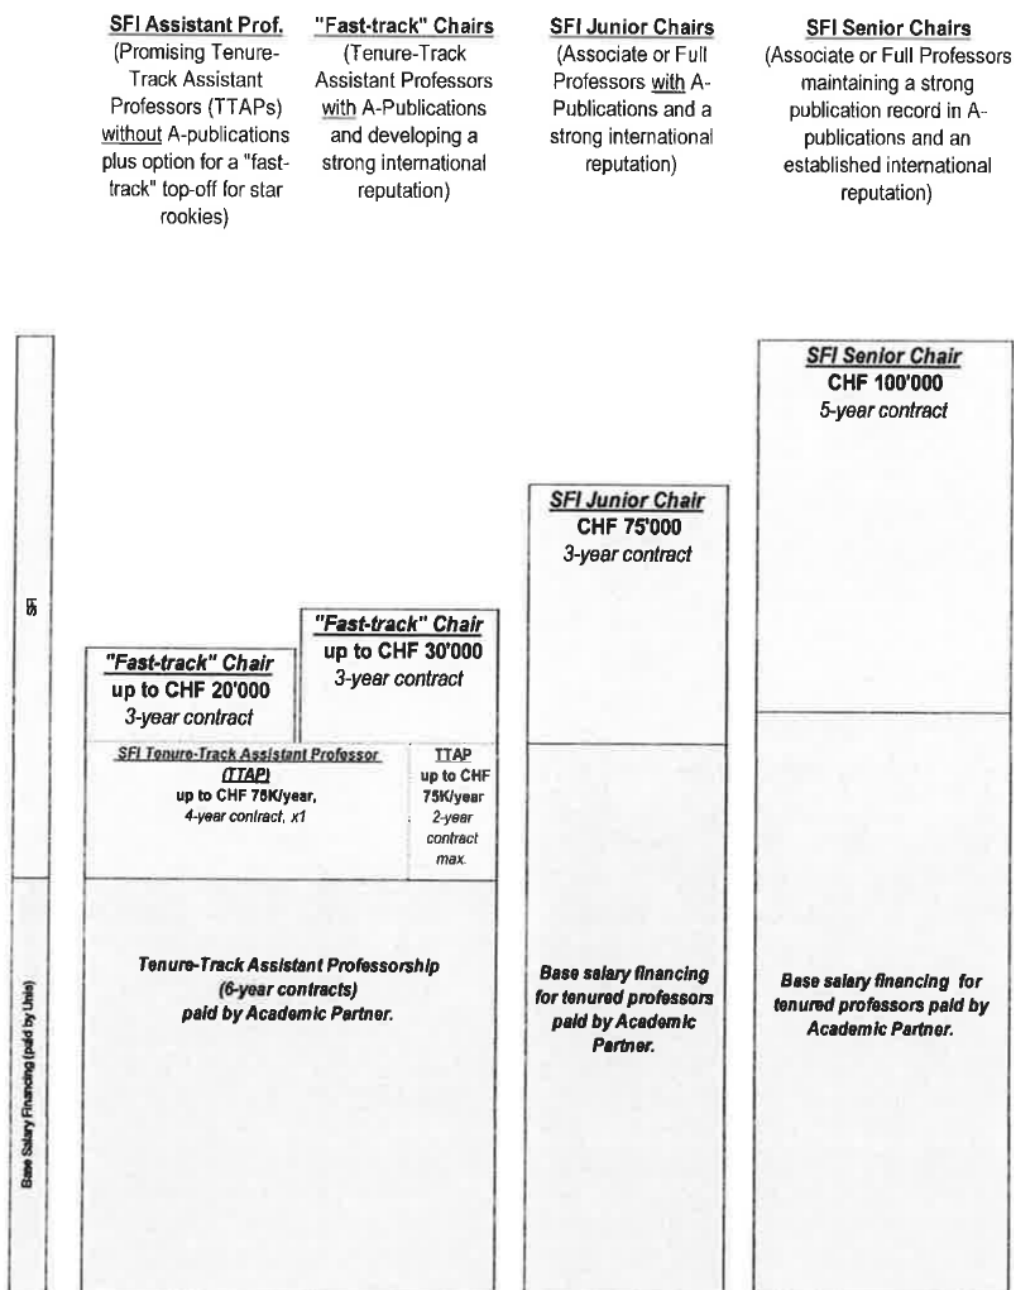 SFI Assistant Prof.
(Promising Tenure-
Track Assistant
Professors (TTAPs)
without A-publications
plus option for a "fast-
track" top-off for star
rookies)
"Fast-track" Chairs
(Tenure-Track
Assistant Professors
with A-Publications
and developing a
strong international
reputation)
SFI Junior Chairs
(Associate or Full
Professors with A-
Publications and a
strong international
reputation)
SFI Senior Chairs
(Associate or Full Professors
maintaining a strong
publication record in A-
publications and an
established international
reputation)
SFI
Base Salary Financing (paid by Unis)
"Fast-track" Chair
up to CHF 20'000
3-year contract
"Fast-track" Chair
up to CHF 30'000
3-year contract
SFI Tenure-Track Assistant Professor
(TTAP)
up to CHF 75K/year,
4-year contract, x1
TTAP
up to CHF
75K/year
2-year
contract
max.
Tenure-Track Assistant Professorship
(6-year contracts)
paid by Academic Partner.
SFI Junior Chair
CHF 75'000
3-year contract
Base salary financing
for tenured professors
paid by Academic
Partner.
SFI Senior Chair
CHF 100'000
5-year contract
Base salary financing for
tenured professors paid by
Academic Partner.